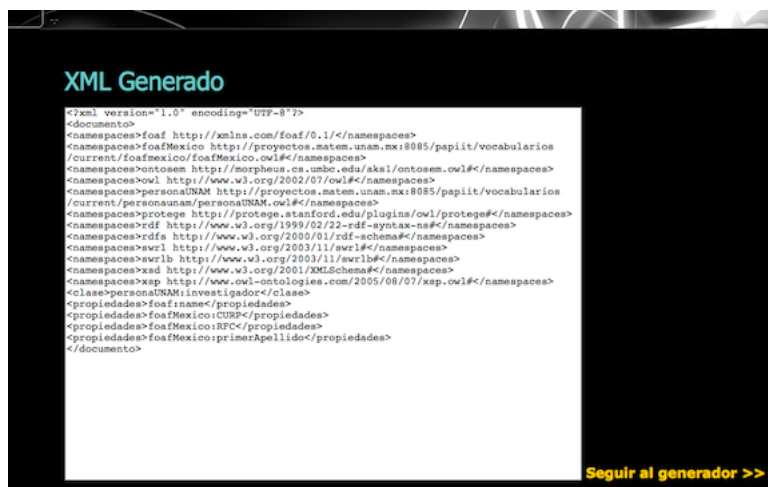 XML Generado
<?xml version="1.0" encoding="UTF-8"?>
<documento>
<namespaces>foaf http://xmlns.com/foaf/0.1/</namespaces>
<namespaces>foafMexico http://proyectos.matem.unam.mx:8085/papiit/vocabularios
/current/foafmexico/foafMexico.owl#</namespaces>
<namespaces>ontosem http://morpheus.cs.umbc.edu/aks1/ontosem.owl#</namespaces>
<namespaces>owl http://www.w3.org/2002/07/owl#</namespaces>
<namespaces>personaUNAM http://proyectos.matem.unam.mx:8085/papiit/vocabularios
/current/personaunam/personaUNAM.owl#</namespaces>
<namespaces>protege http://protege.stanford.edu/plugins/owl/protege#</namespaces>
<namespaces>rdf http://www.w3.org/1999/02/22-rdf-syntax-ns#</namespaces>
<namespaces>rdfs http://www.w3.org/2000/01/rdf-schema#</namespaces>
<namespaces>swrl http://www.w3.org/2003/11/swrl#</namespaces>
<namespaces>swrlb http://www.w3.org/2003/11/swrlb#</namespaces>
<namespaces>xsd http://www.w3.org/2001/XMLSchema#</namespaces>
<namespaces>xsp http://www.owl-ontologies.com/2005/08/07/xsp.owl#</namespaces>
<clase>personaUNAM:investigador</clase>
<propiedades>foaf:name</propiedades>
<propiedades>foafMexico:CURP</propiedades>
<propiedades>foafMexico:RFC</propiedades>
<propiedades>foafMexico:primerApellido</propiedades>
</documento>
Seguir al generador >>